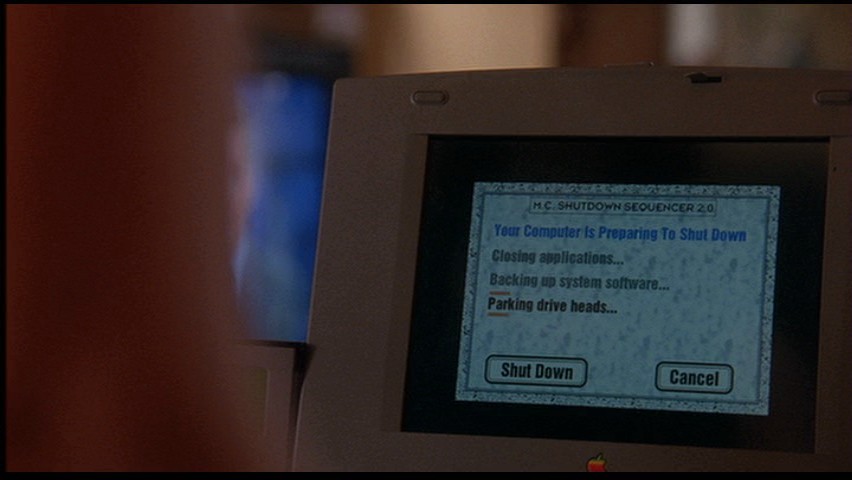 M.C. SHUTDOWN SEQUENCER 2.0
Your Computer Is Preparing To Shut Down
Closing applications...
Backing up system software...
Parking drive heads...
Shut Down
Cancel